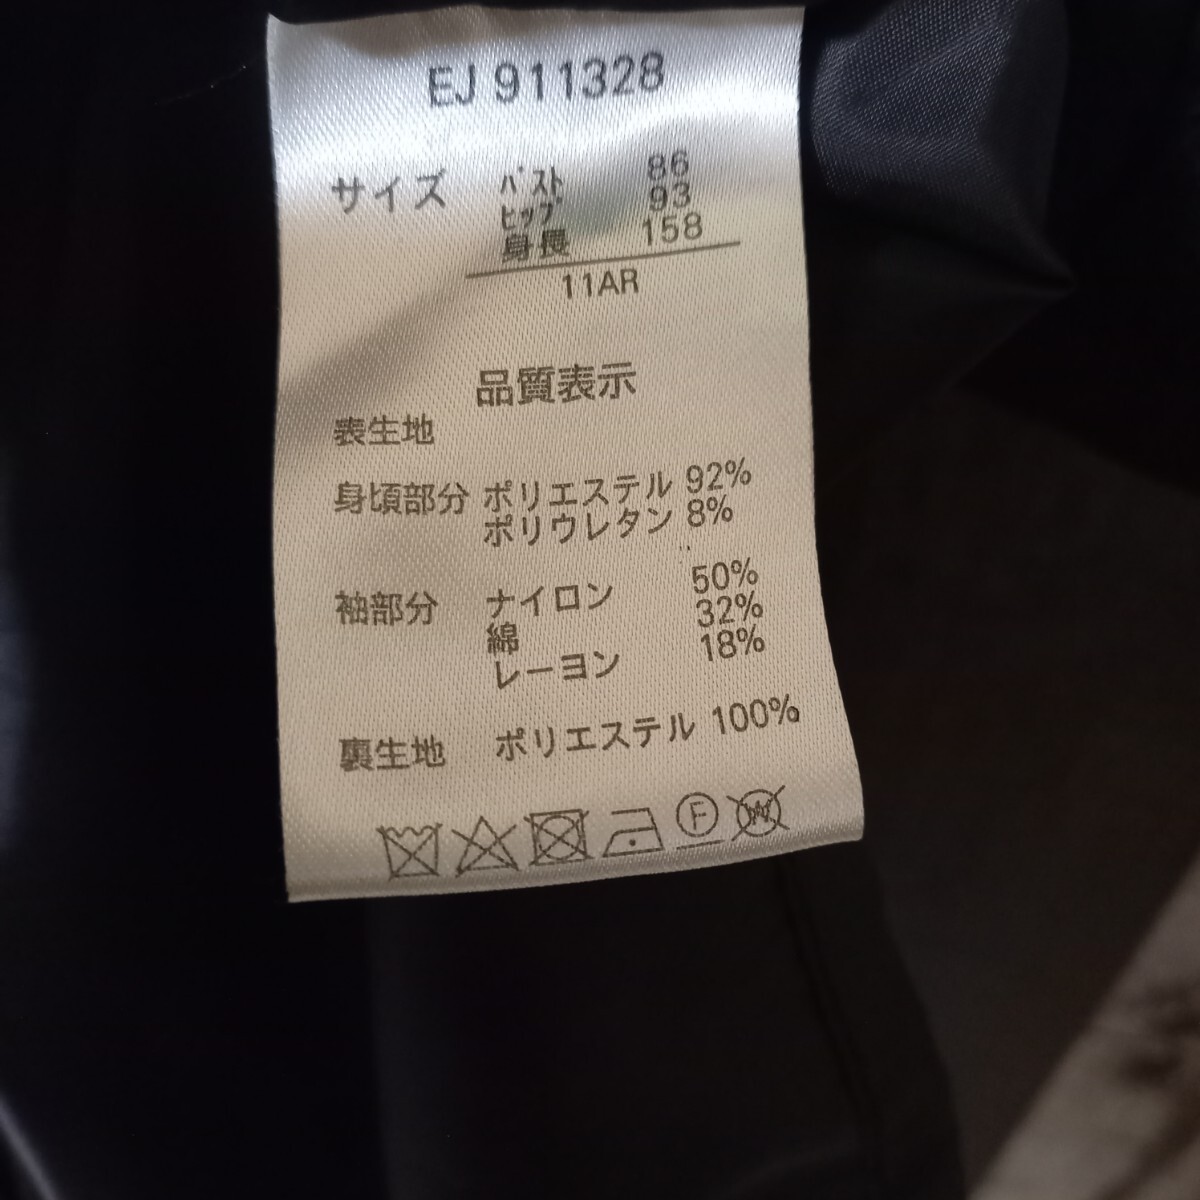 EJ 911328
サイズ バスト 86
ヒップ 93
身長 158
11AR
品質表示
表生地
身頃部分 ポリエステル 92%
ポリウレタン 8%
袖部分 ナイロン 50%
綿 32%
レーヨン 18%
裏生地 ポリエステル 100%
F W